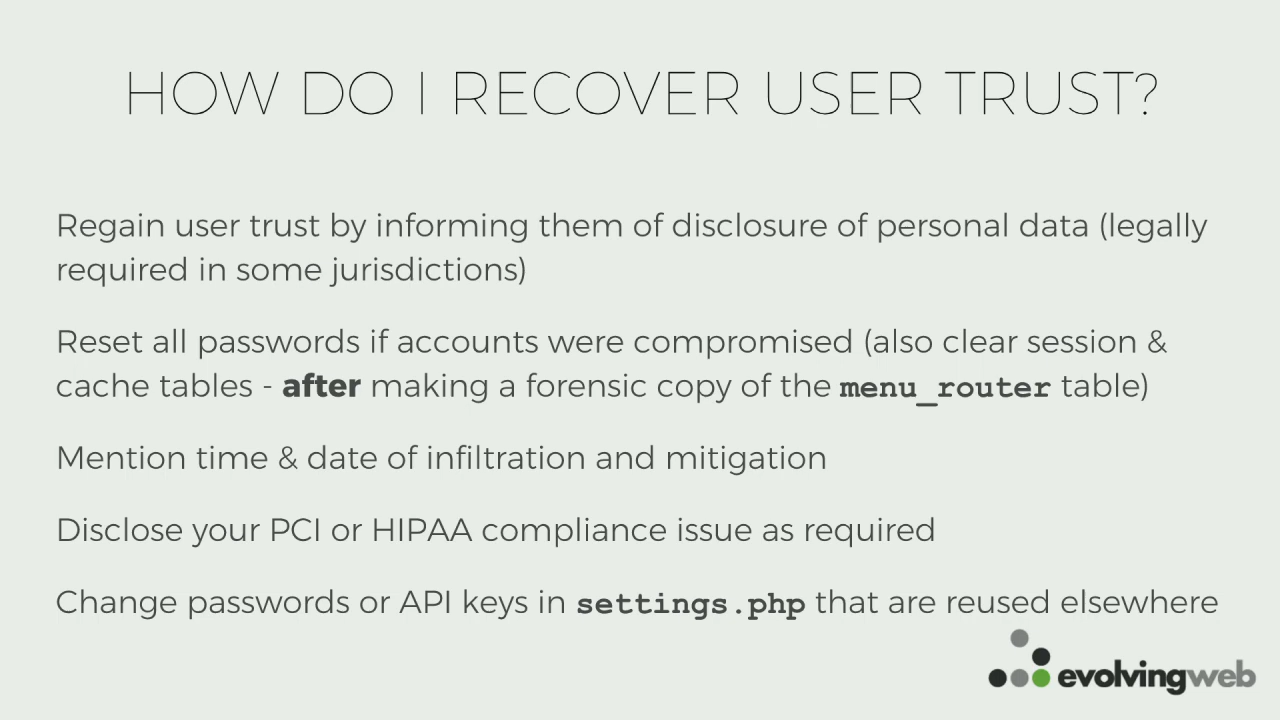 HOW DO I RECOVER USER TRUST?
Regain user trust by informing them of disclosure of personal data (legally
required in some jurisdictions)
Reset all passwords if accounts were compromised (also clear session &
cache tables - after making a forensic copy of the menu_router table)
Mention time & date of infiltration and mitigation
Disclose your PCI or HIPAA compliance issue as required
Change passwords or API keys in settings.php that are reused elsewhere
evolvingweb